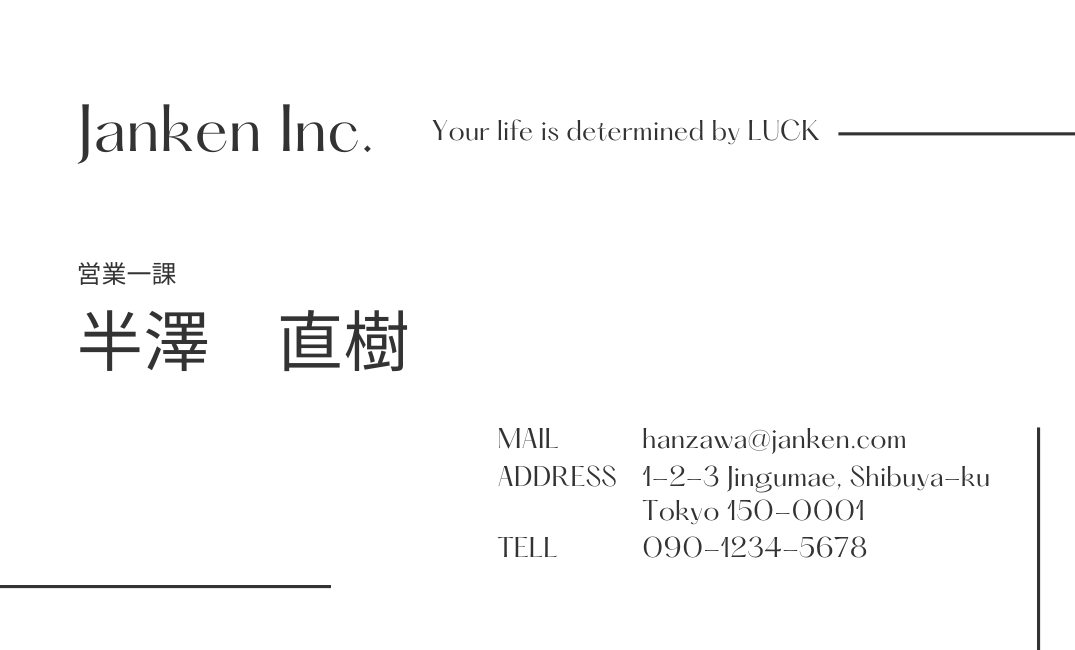 Janken Inc.
Your life is determined by LUCK
営業一課
半澤　直樹
MAIL hanzawa@janken.com
ADDRESS 1-2-3 Jingumae, Shibuya-ku
Tokyo 150-0001
TELL 090-1234-5678